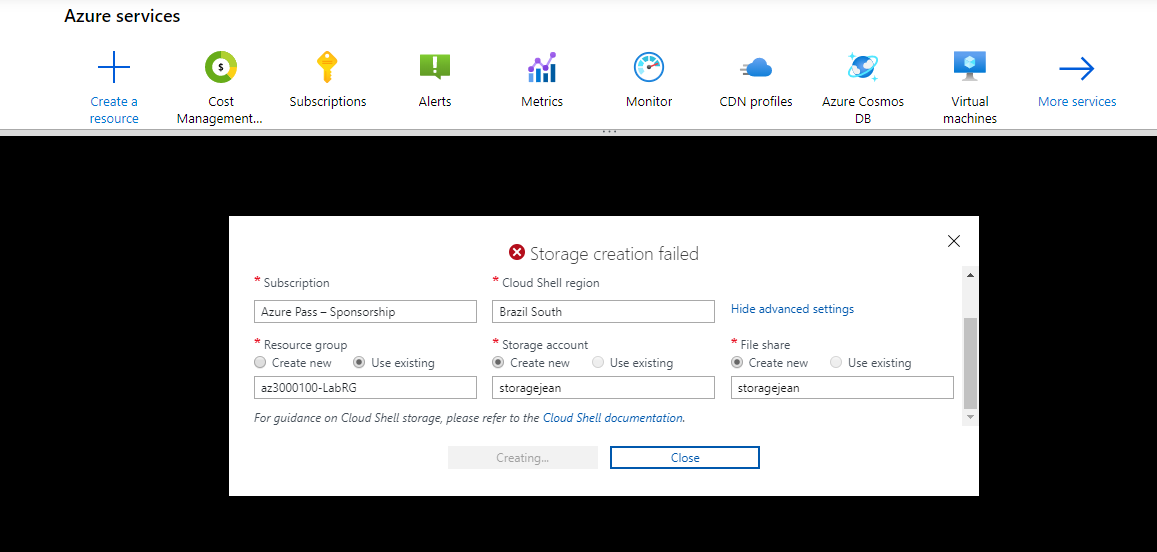 Azure services
Create a
resource
Cost
Management...
Subscriptions
Alerts
Metrics
Monitor
CDN profiles
Azure Cosmos
DB
Virtual
machines
More services
Storage creation failed
* Subscription
* Cloud Shell region
Azure Pass – Sponsorship
Brazil South
Hide advanced settings
* Resource group
* Storage account
* File share
Create new Use existing
Create new Use existing
Create new Use existing
az3000100-LabRG
storagejean
storagejean
For guidance on Cloud Shell storage, please refer to the Cloud Shell documentation.
Creating...
Close